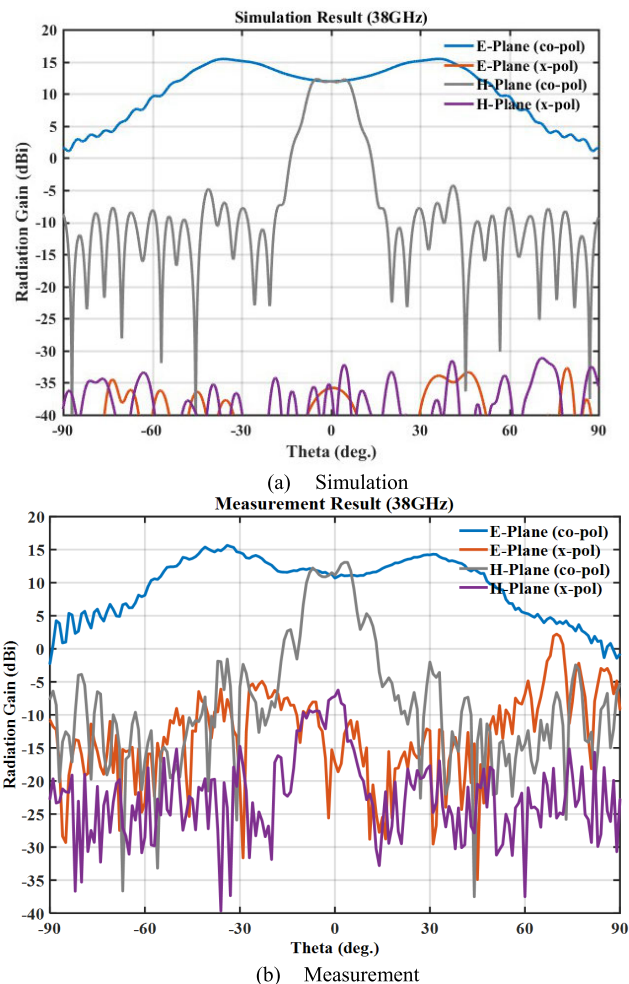 Simulation Result (38GHz)
20
15
10
5
0
-5
-10
-15
-20
-25
-30
-35
-40
Radiation Gain (dBi)
E-Plane (co-pol)
E-Plane (x-pol)
H-Plane (co-pol)
H-Plane (x-pol)
-90 -60 -30 0 30 60 90
Theta (deg.)
(a) Simulation
Measurement Result (38GHz)
20
15
10
5
0
-5
-10
-15
-20
-25
-30
-35
-40
Radiation Gain (dBi)
E-Plane (co-pol)
E-Plane (x-pol)
H-Plane (co-pol)
H-Plane (x-pol)
-90 -60 -30 0 30 60 90
Theta (deg.)
(b) Measurement